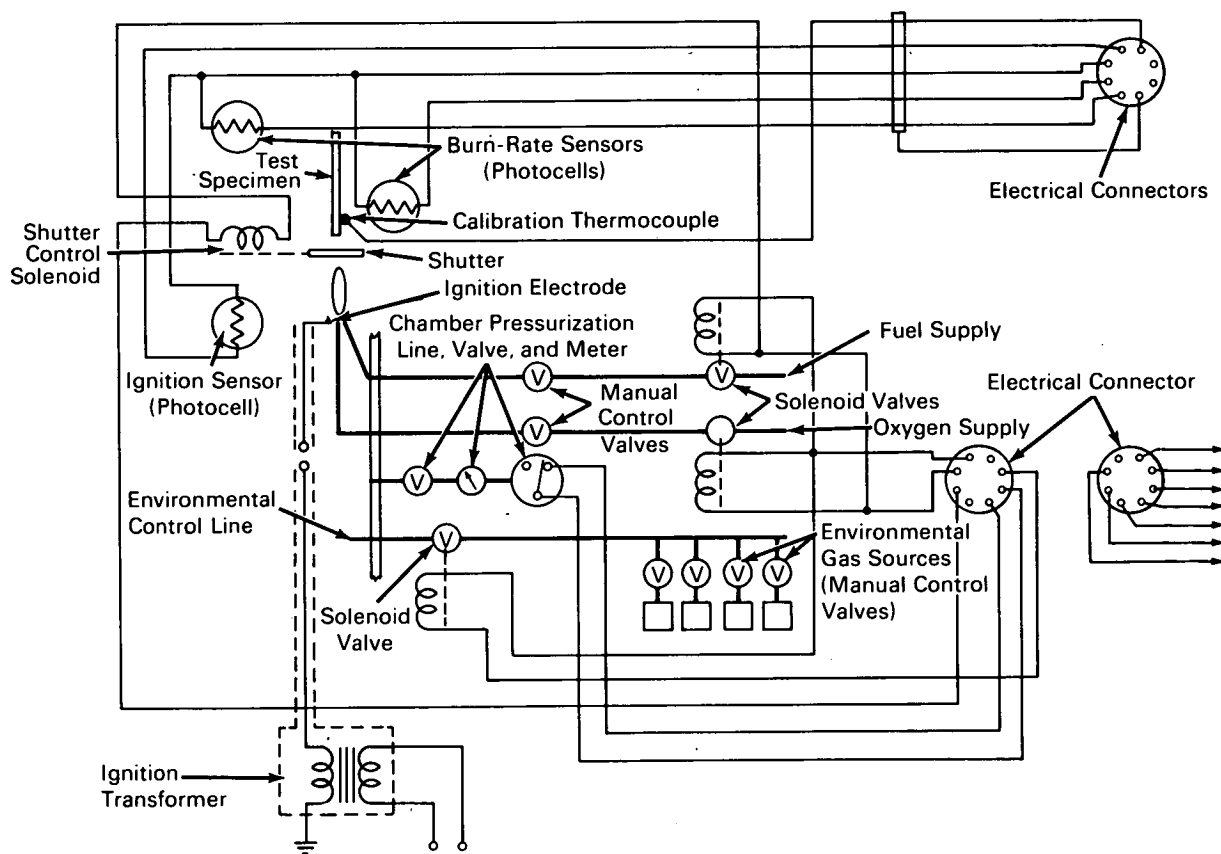 Test
Specimen
Burn-Rate Sensors
(Photocells)
Electrical Connectors
Calibration Thermocouple
Shutter
Control
Solenoid
Shutter
Ignition Electrode
Chamber Pressurization
Line, Valve, and Meter
Fuel Supply
Ignition Sensor
(Photocell)
V
V
Manual
Control
Valves
Solenoid Valves
Electrical Connector
V
Oxygen Supply
V
Environmental
Control Line
V
Environmental
Gas Sources
(Manual Control
Valves)
V
V
V
V
Solenoid
Valve
Ignition
Transformer